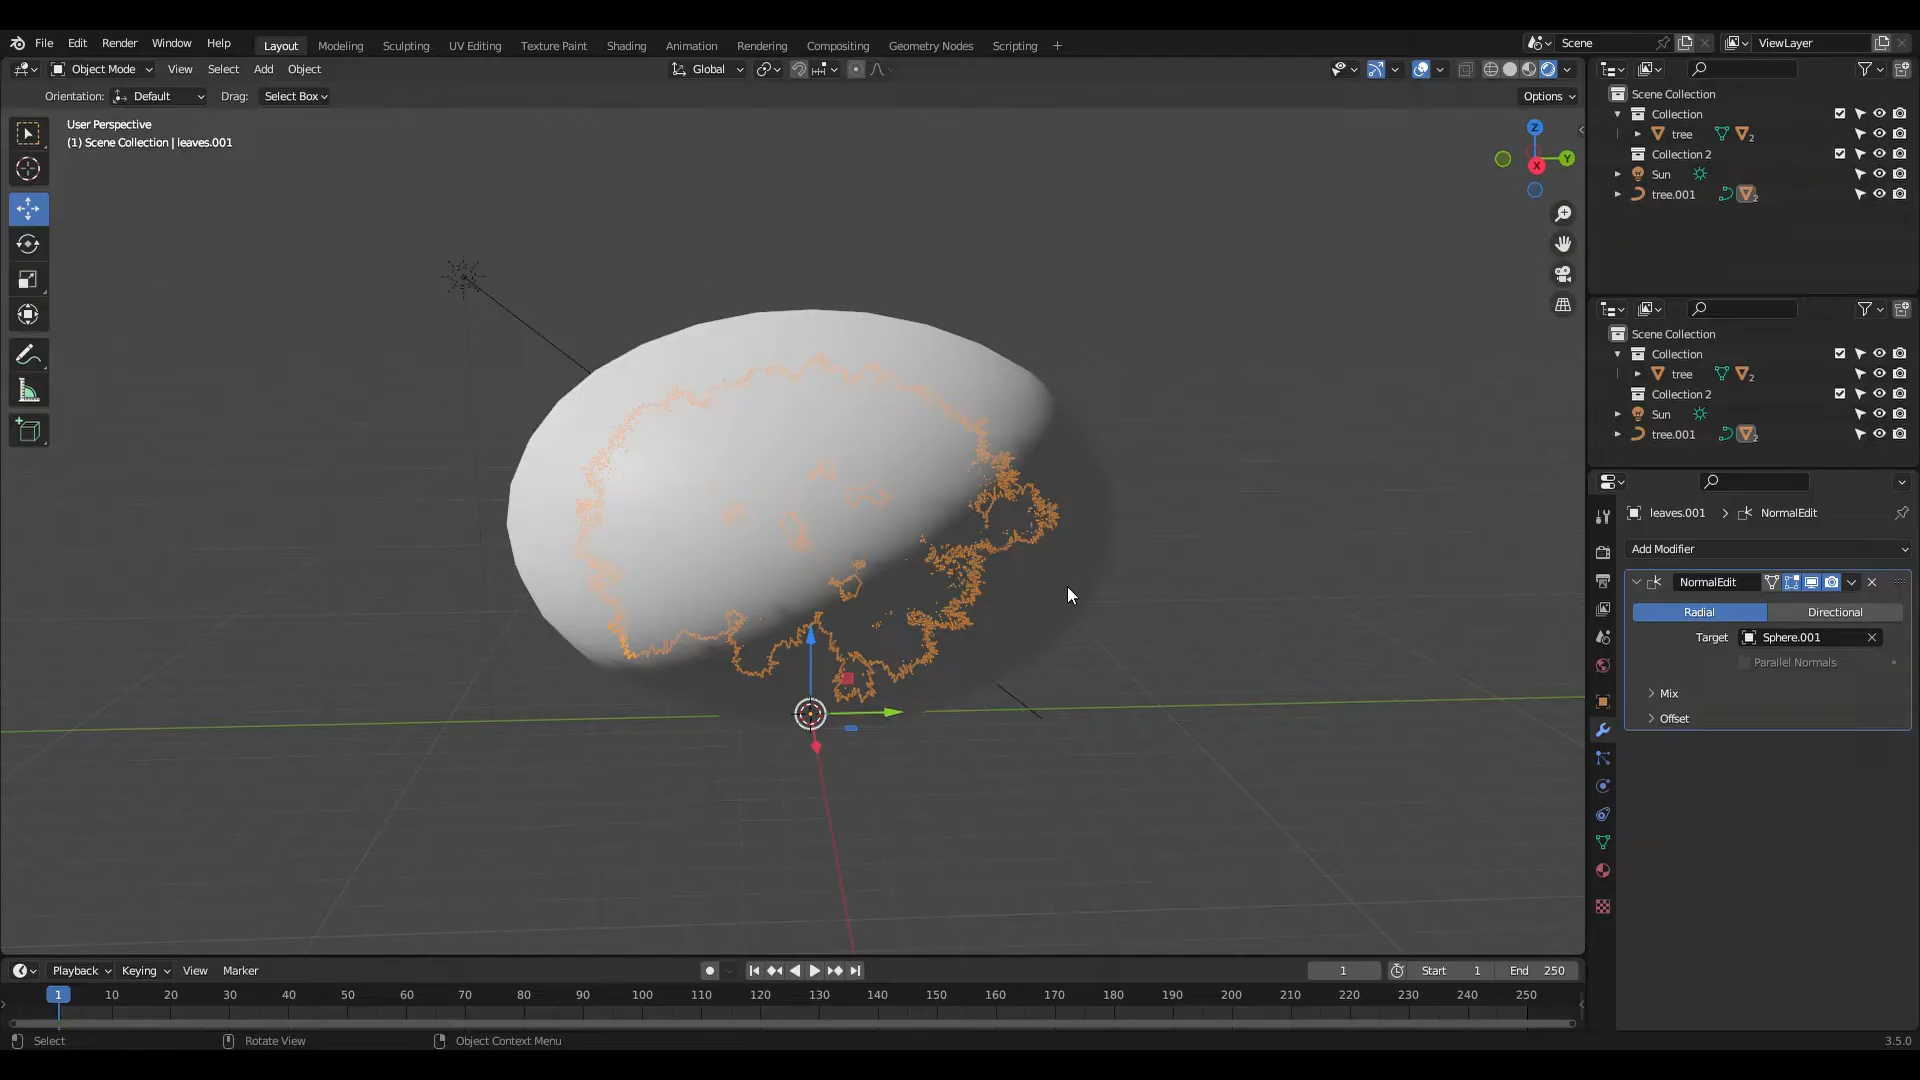 File Edit Render Window Help Layout Modeling Sculpting UV Editing Texture Paint Shading Animation Rendering Compositing Geometry Nodes Scripting + Scene ViewLayer
Object Mode View Select Add Object Global
Orientation: Default Drag: Select Box Options
User Perspective
(1) Scene Collection | leaves.001
Z
Y
X
Scene Collection
Collection
tree 2
Collection 2
Sun
tree.001 2
Scene Collection
Collection
tree 2
Collection 2
Sun
tree.001 2
leaves.001 > NormalEdit
Add Modifier
NormalEdit
Radial Directional
Target Sphere.001
Parallel Normals
Mix
Offset
Playback Keying View Marker 1 Start 1 End 250
1 10 20 30 40 50 60 70 80 90 100 110 120 130 140 150 160 170 180 190 200 210 220 230 240 250
Select Rotate View Object Context Menu 3.5.0